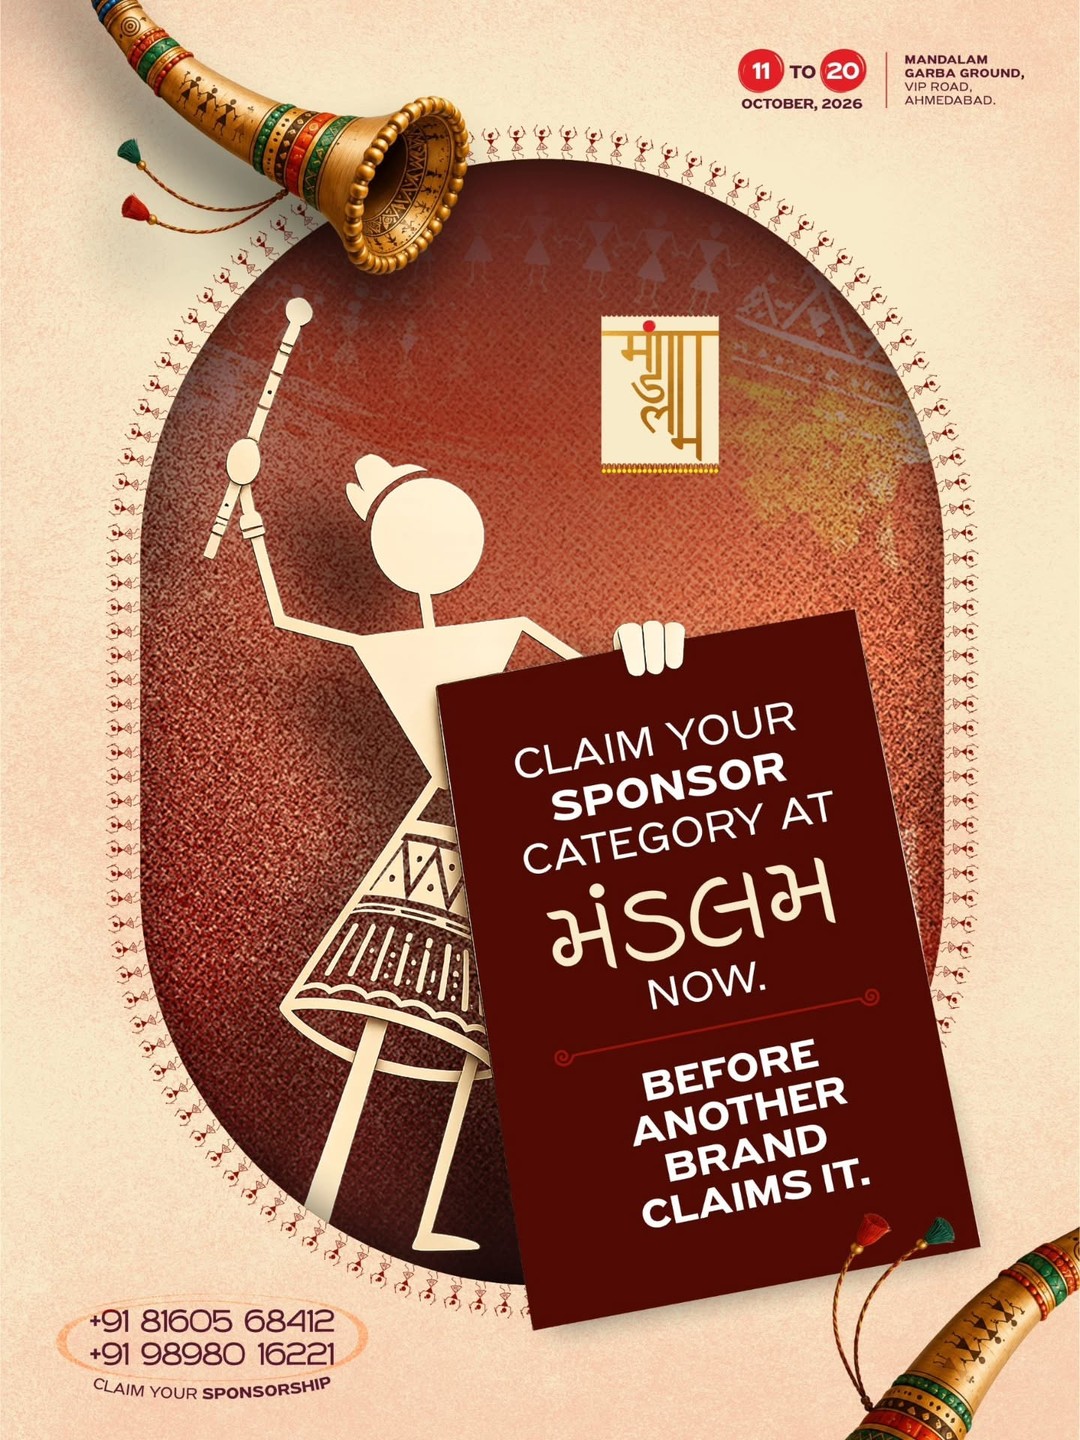 11 TO 20
OCTOBER, 2026
MANDALAM
GARBA GROUND,
VIP ROAD,
AHMEDABAD.
मंडलम
CLAIM YOUR
SPONSOR
CATEGORY AT
મંડલમ
NOW.
BEFORE
ANOTHER
BRAND
CLAIMS IT.
+91 81605 68412
+91 98980 16221
CLAIM YOUR SPONSORSHIP